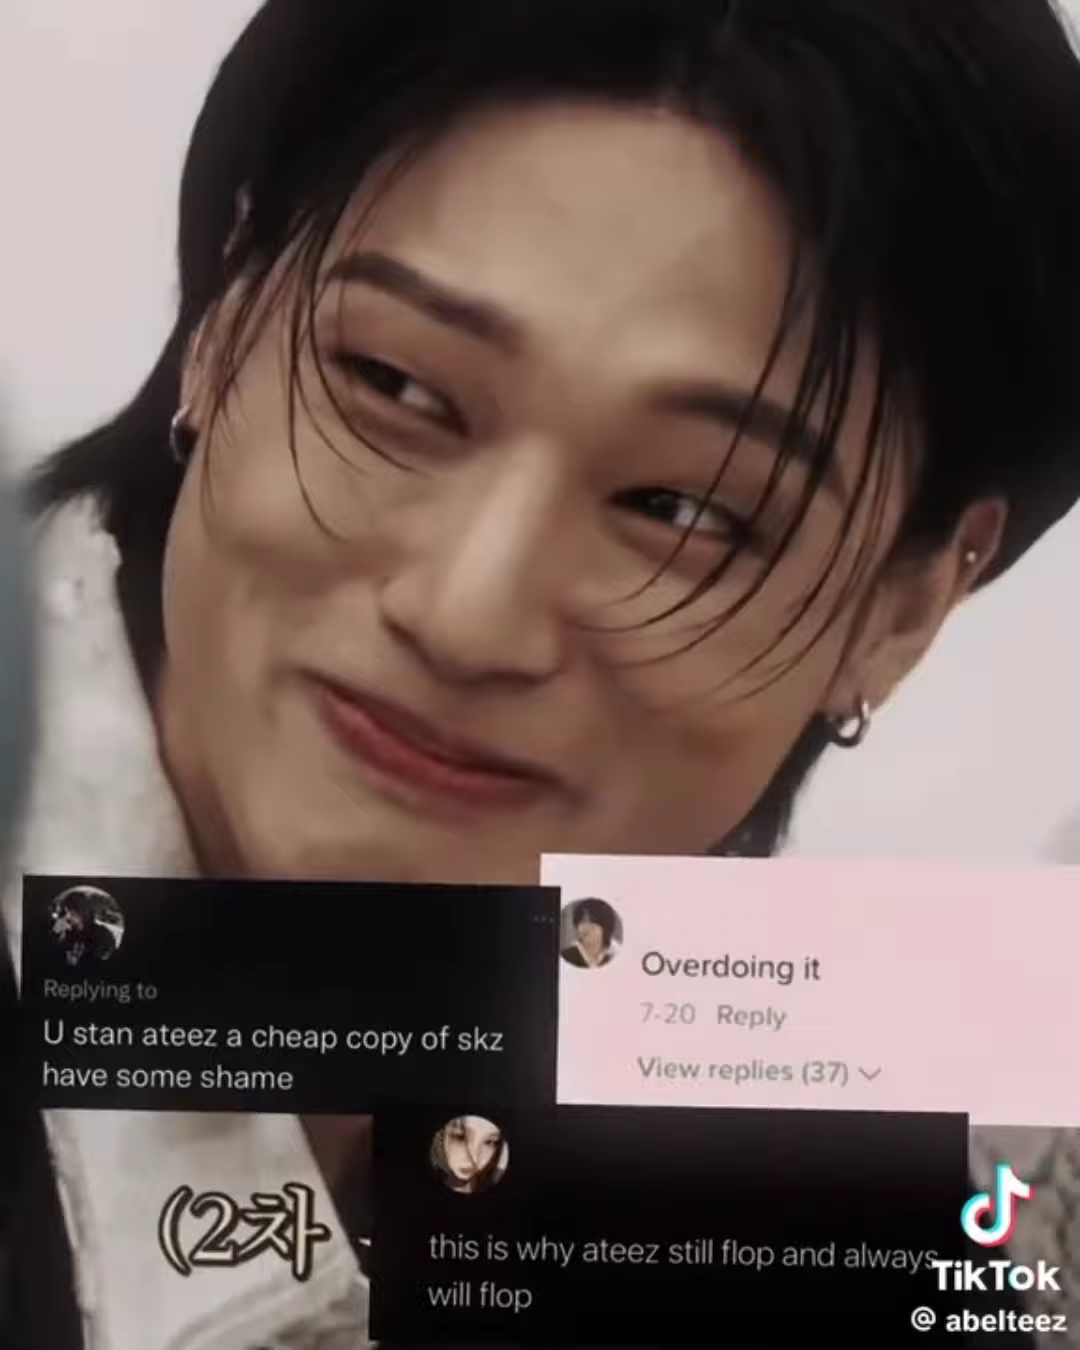 Replying to
U stan ateez a cheap copy of skz
have some shame
Overdoing it
7-20 Reply
View replies (37)
(2차
this is why ateez still flop and always
will flop
TikTok
@ abelteez